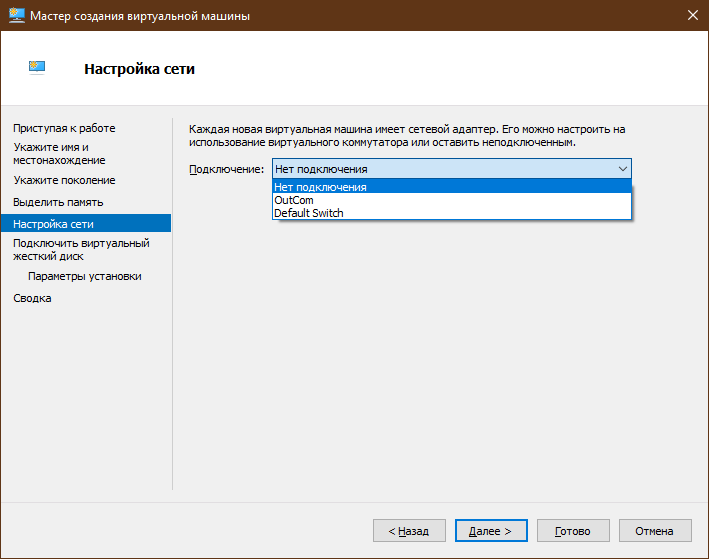 Мастер создания виртуальной машины
Настройка сети
Приступая к работе
Укажите имя и
местонахождение
Укажите поколение
Выделить память
Настройка сети
Подключить виртуальный
жесткий диск
Параметры установки
Сводка
Каждая новая виртуальная машина имеет сетевой адаптер. Его можно настроить на
использование виртуального коммутатора или оставить неподключенным.
Подключение: Нет подключения
Нет подключения
OutCom
Default Switch
< Назад
Далее >
Готово
Отмена